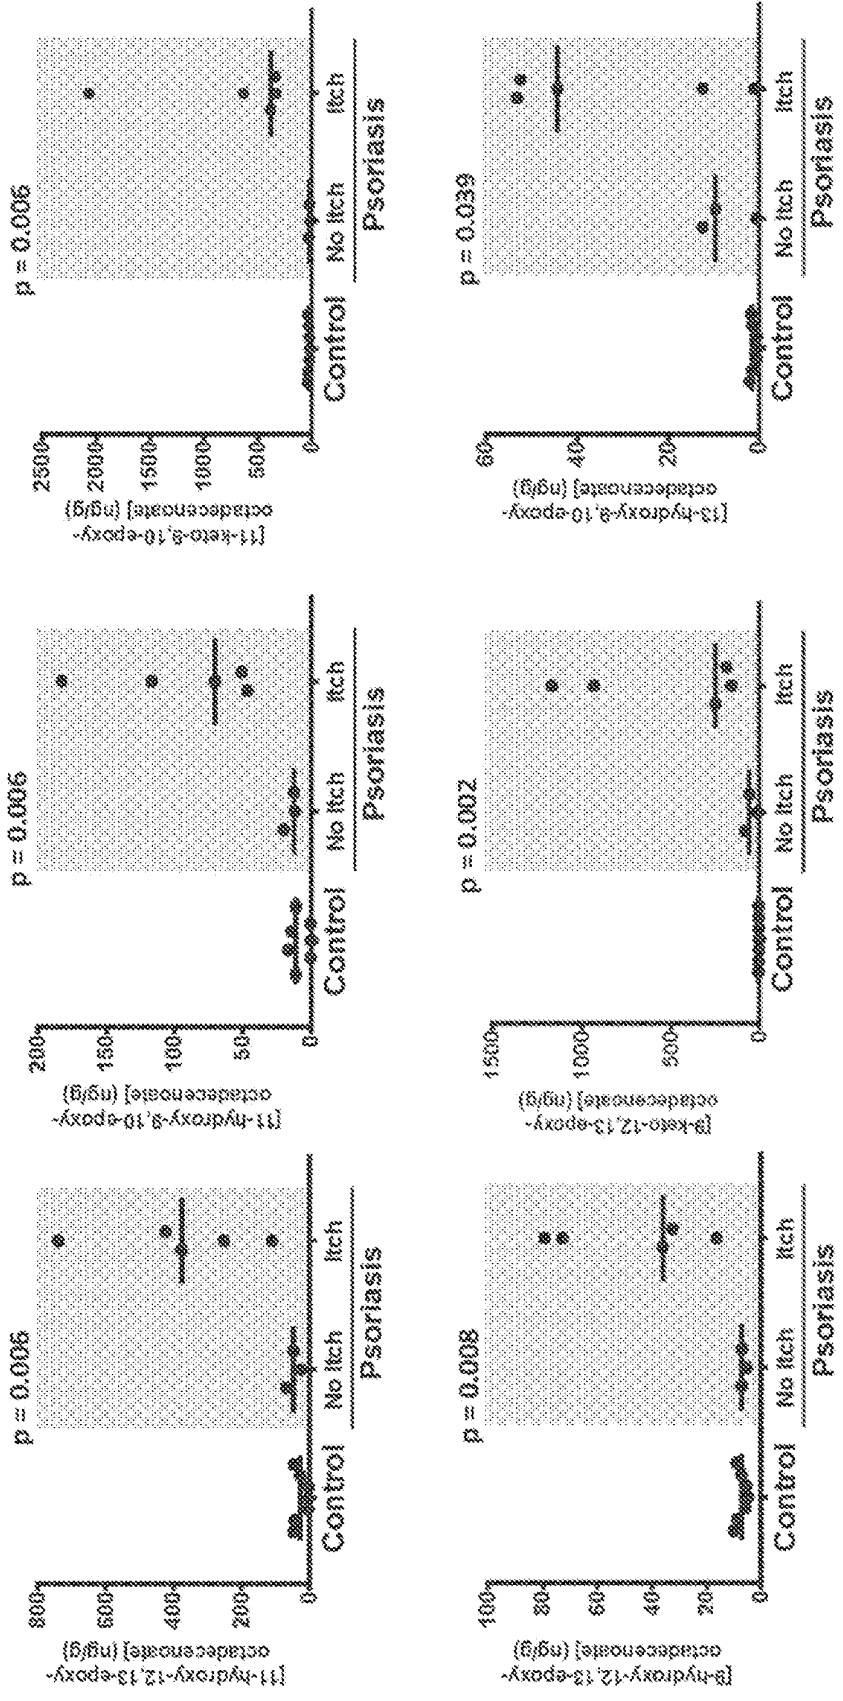 p = 0.006
[11-hydroxy-12,13-epoxy-
octadecenoate] (ng/g)
800
600
400
200
0
Control
No Itch
Itch
Psoriasis
p = 0.006
[11-hydroxy-9,10-epoxy-
octadecenoate] (ng/g)
200
150
100
50
0
Control
No Itch
Itch
Psoriasis
p = 0.006
[11-keto-9,10-epoxy-
octadecenoate] (ng/g)
2500
2000
1500
1000
500
0
Control
No Itch
Itch
Psoriasis
p = 0.008
[9-hydroxy-12,13-epoxy-
octadecenoate] (ng/g)
100
80
60
40
20
0
Control
No Itch
Itch
Psoriasis
p = 0.002
[9-keto-12,13-epoxy-
octadecenoate] (ng/g)
1500
1000
500
0
Control
No Itch
Itch
Psoriasis
p = 0.039
[13-hydroxy-9,10-epoxy-
octadecenoate] (ng/g)
60
40
20
0
Control
No Itch
Itch
Psoriasis